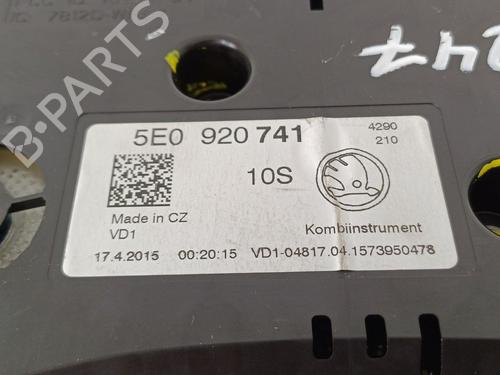 247
5E0 920 741
4290
210
10S
Made in CZ
VD1
Kombiinstrument
17.4.2015 00:20:15 VD1-04817.04.1573950478
B-PARTS